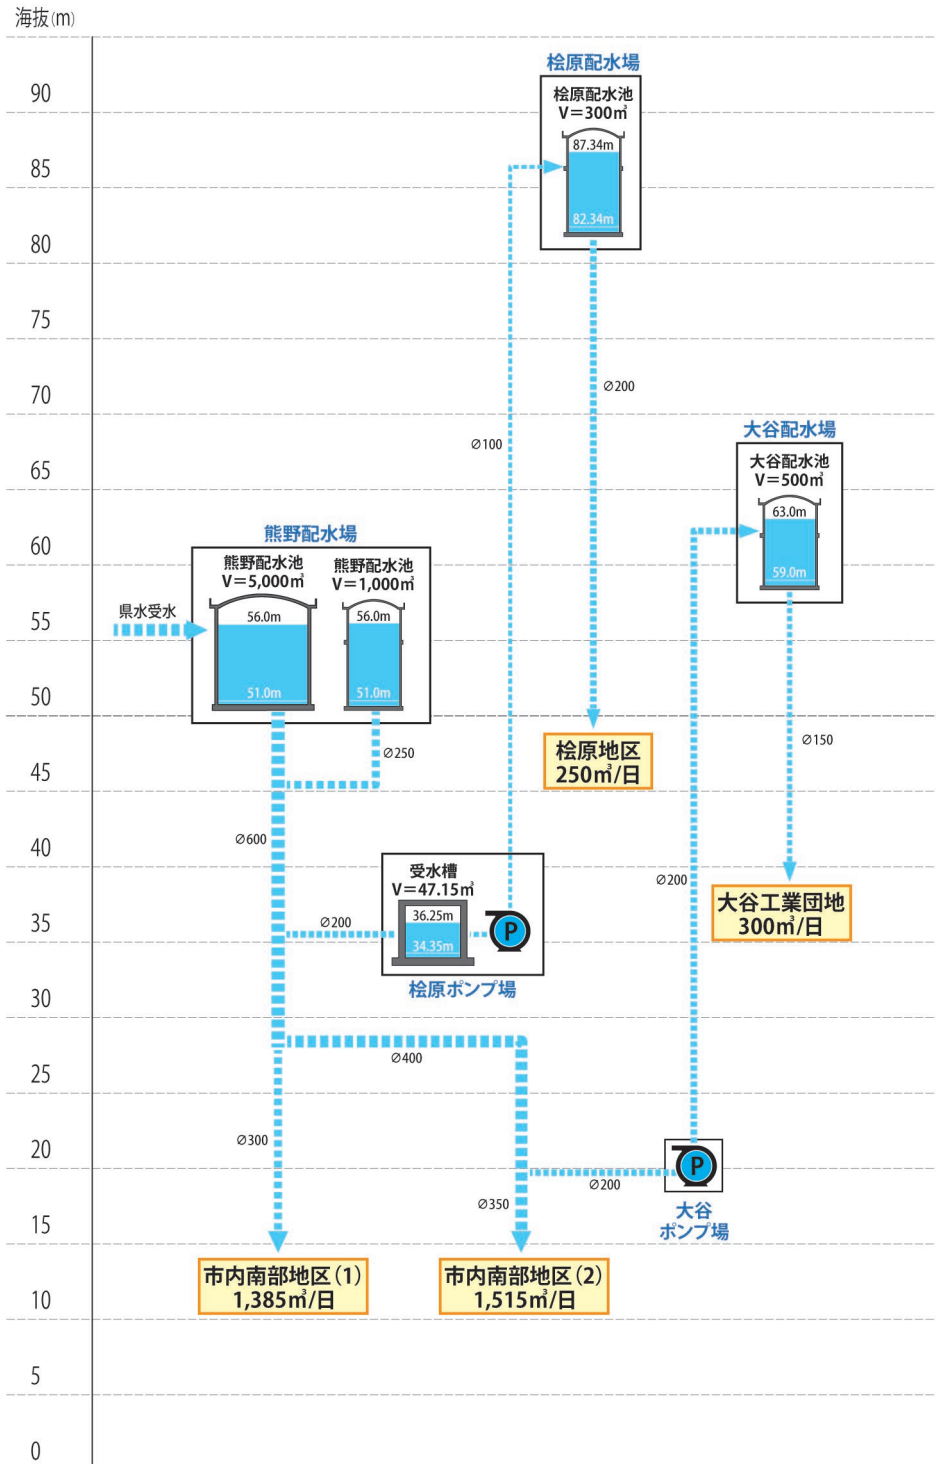 海抜(m)
90
85
80
75
70
65
60
55
50
45
40
35
30
25
20
15
10
5
0
桧原配水場
桧原配水池
V＝300㎥
87.34m
82.34m
∅200
∅100
大谷配水場
大谷配水池
V＝500㎥
63.0m
59.0m
熊野配水場
熊野配水池
V＝5,000㎥
56.0m
51.0m
熊野配水池
V＝1,000㎥
56.0m
51.0m
県水受水
∅250
桧原地区
250㎥/日
∅150
∅600
受水槽
V＝47.15㎥
36.25m
34.35m
P
∅200
桧原ポンプ場
∅200
大谷工業団地
300㎥/日
∅400
∅300
∅350
∅200
P
大谷
ポンプ場
市内南部地区(1)
1,385㎥/日
市内南部地区(2)
1,515㎥/日